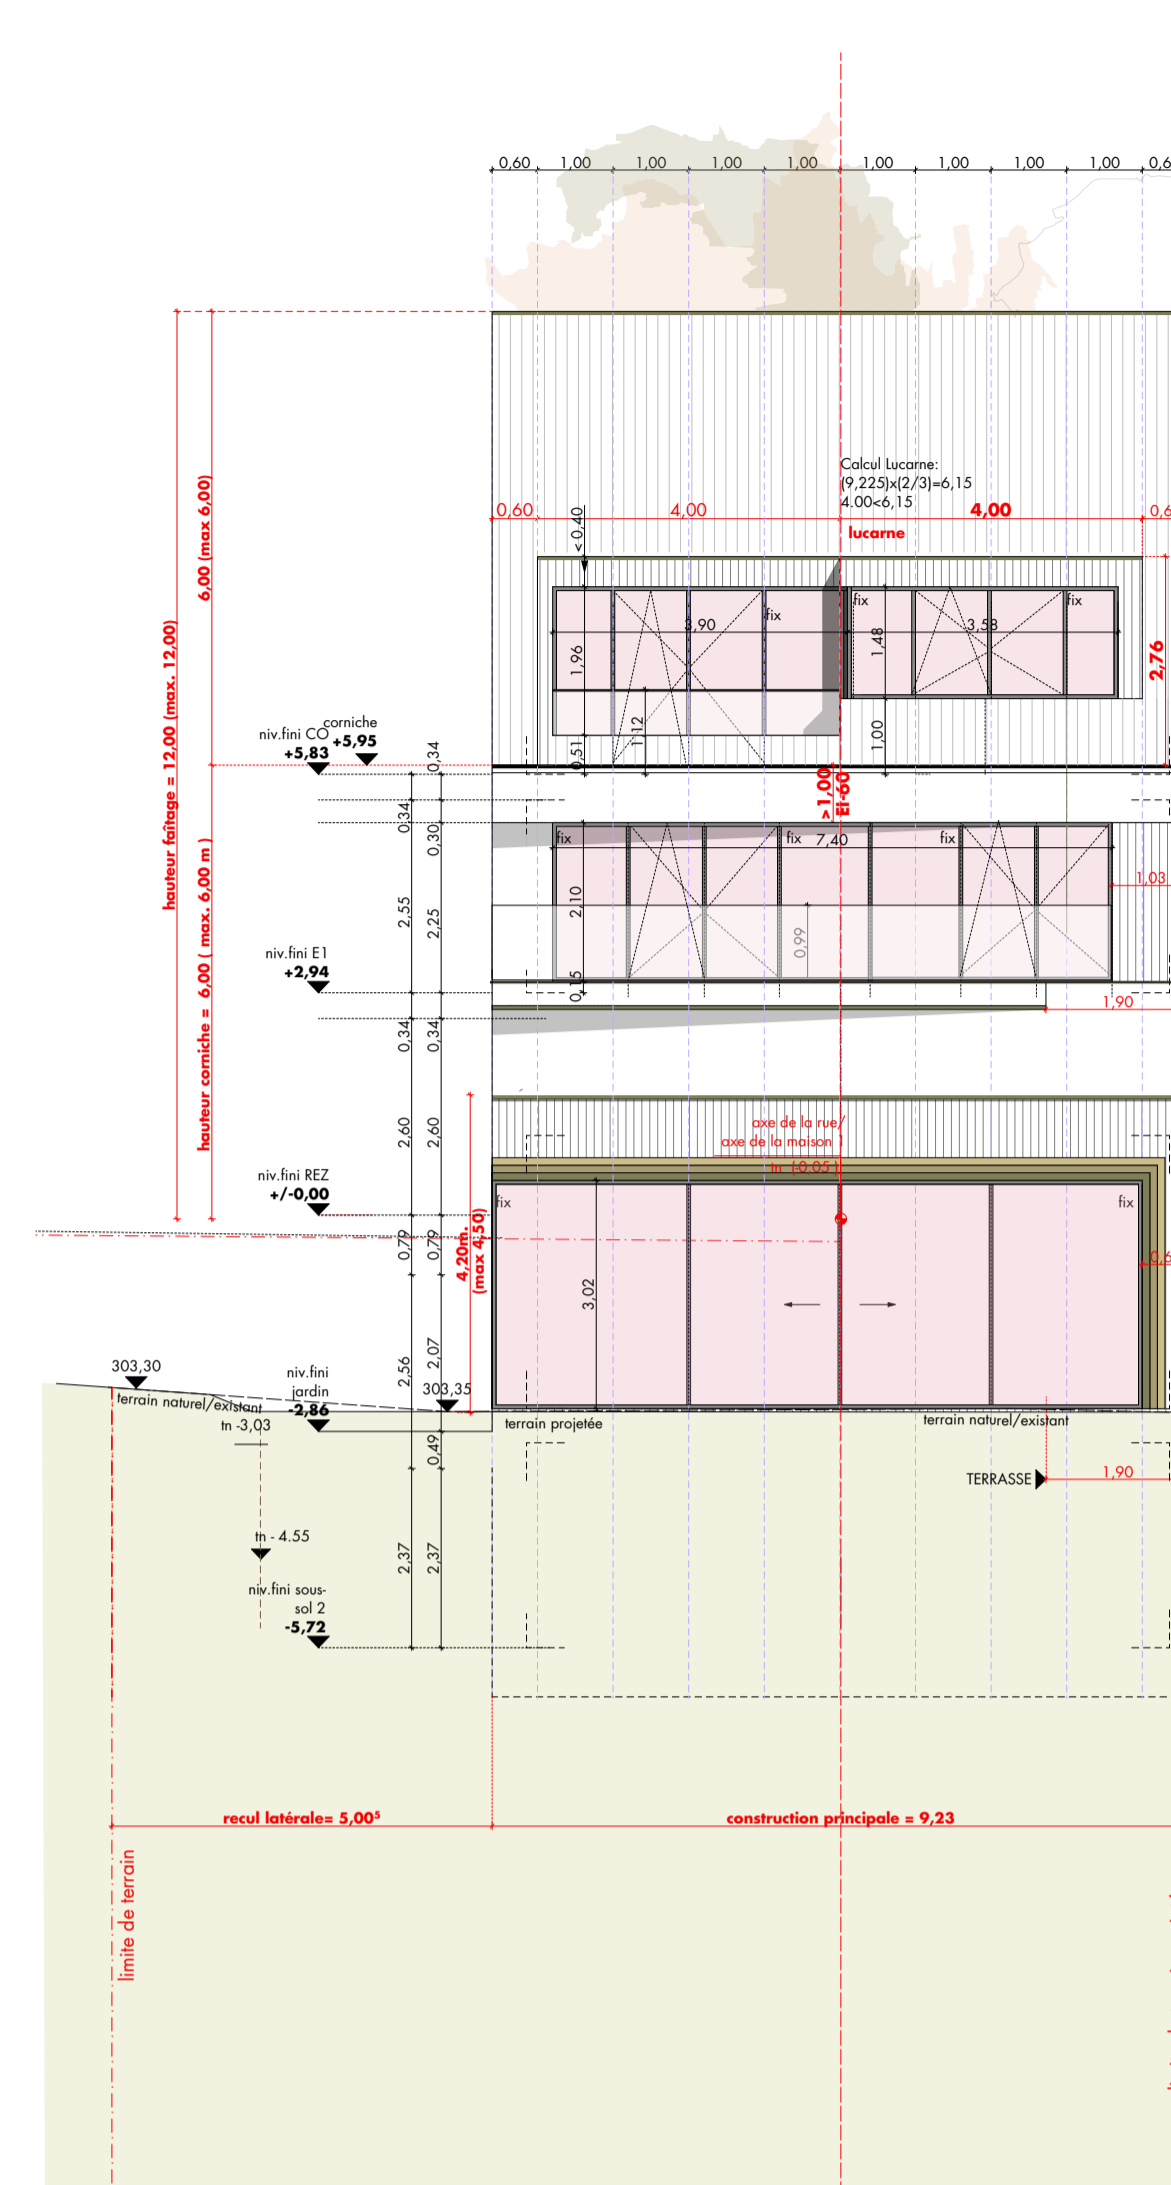 0,60 1,00 1,00 1,00 1,00 1,00 1,00 1,00 1,00
Calcul Lucarne:
(9,225)x(2/3)=6,15
4.00<6,15
0,60 4,00 4,00
lucarne
< 0,40
6,00 (max 6,00)
hauteur faîtage = 12,00 (max. 12,00)
hauteur corniche = 6,00 ( max. 6,00 m )
fix
fix
fix
3,90
3,58
1,96
1,48
2,76
1,12
1,00
0,51
corniche
+5,95
niv.fini CO
+5,83
0,34
>1,00
EI-60
0,34
0,30
fix
fix
7,40
fix
1,03
2,10
2,55
2,25
0,99
niv.fini E1
+2,94
0,15
1,90
0,34
0,34
axe de la rue/
axe de la maison
tn (-0,05)
2,60
2,60
niv.fini REZ
+/-0,00
fix
fix
0,79
0,79
4,20m.
(max 4,50)
3,02
2,56
2,07
303,30
terrain naturel/existant
niv.fini
jardin
-2,86
303,35
tn -3,03
terrain projetée
terrain naturel/existant
0,49
TERRASSE
1,90
tn - 4.55
2,37
2,37
niv.fini sous-
sol 2
-5,72
recul latérale= 5,00⁵
construction principale = 9,23
limite de terrain